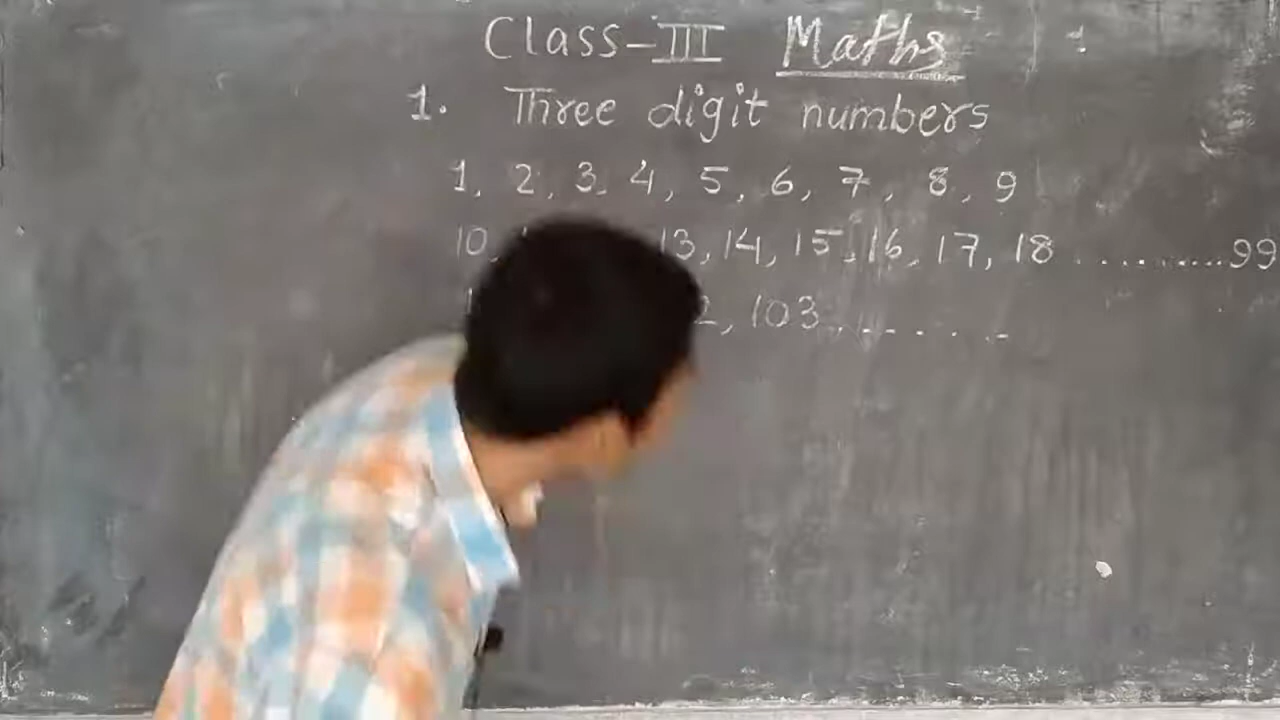 Class-III Maths
1. Three digit numbers
1, 2, 3, 4, 5, 6, 7, 8, 9
10, 13, 14, 15, 16, 17, 18 ..........99
103, ......